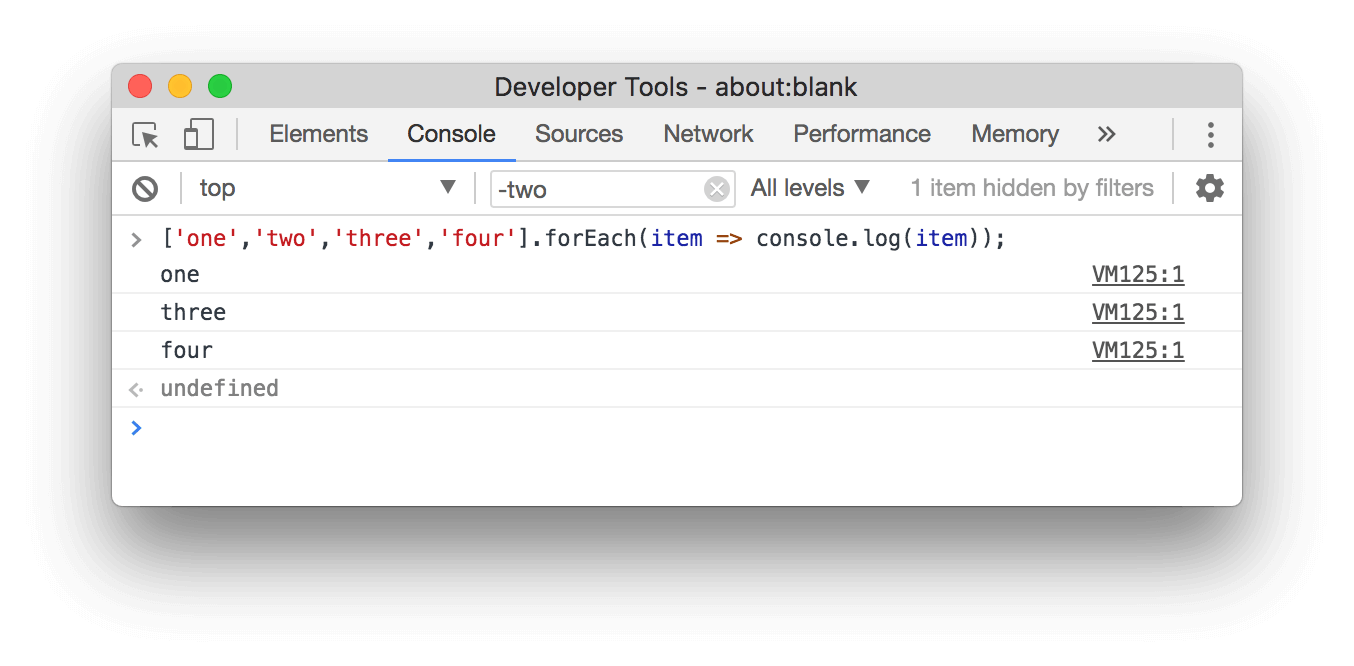 Developer Tools - about:blank
Elements Console Sources Network Performance Memory »
top -two All levels 1 item hidden by filters
> ['one','two','three','four'].forEach(item => console.log(item));
one VM125:1
three VM125:1
four VM125:1
undefined
>